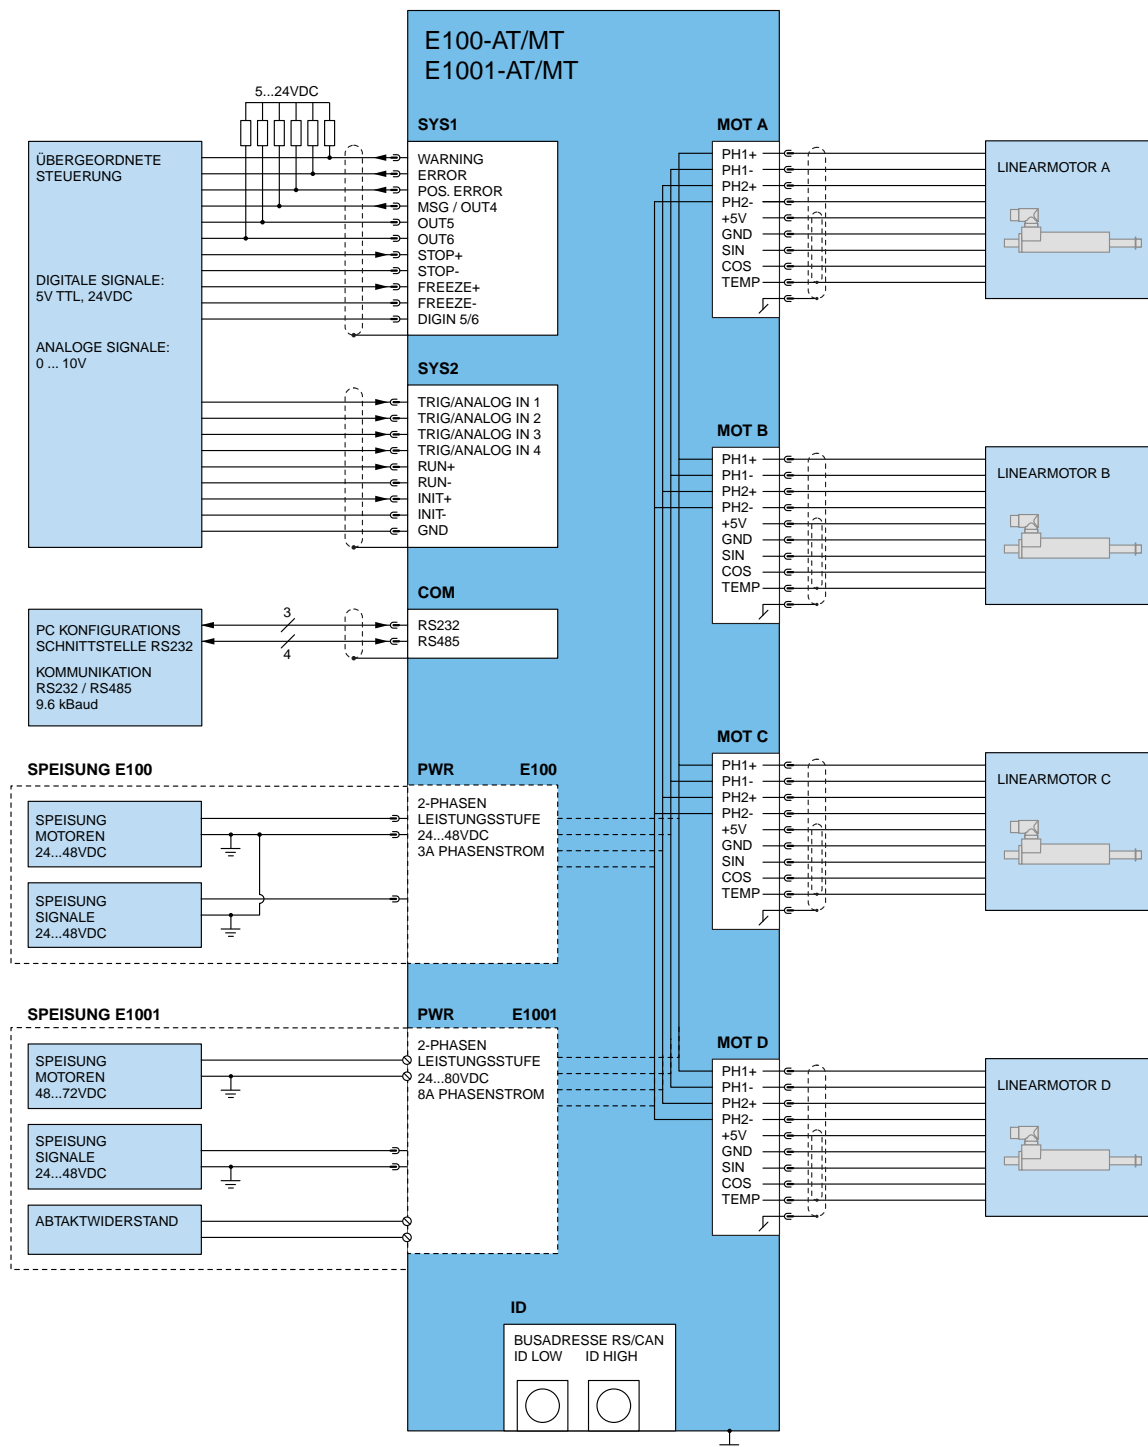 E100-AT/MT
E1001-AT/MT
5...24VDC
SYS1
ÜBERGEORDNETE
STEUERUNG
DIGITALE SIGNALE:
5V TTL, 24VDC
ANALOGE SIGNALE:
0 ... 10V
WARNING
ERROR
POS. ERROR
MSG / OUT4
OUT5
OUT6
STOP+
STOP-
FREEZE+
FREEZE-
DIGIN 5/6
SYS2
TRIG/ANALOG IN 1
TRIG/ANALOG IN 2
TRIG/ANALOG IN 3
TRIG/ANALOG IN 4
RUN+
RUN-
INIT+
INIT-
GND
COM
RS232
RS485
3
4
PC KONFIGURATIONS
SCHNITTSTELLE RS232
KOMMUNIKATION
RS232 / RS485
9.6 kBaud
SPEISUNG E100
SPEISUNG
MOTOREN
24...48VDC
SPEISUNG
SIGNALE
24...48VDC
PWR E100
2-PHASEN
LEISTUNGSSTUFE
24...48VDC
3A PHASENSTROM
SPEISUNG E1001
SPEISUNG
MOTOREN
48...72VDC
SPEISUNG
SIGNALE
24...48VDC
ABTAKTWIDERSTAND
PWR E1001
2-PHASEN
LEISTUNGSSTUFE
24...80VDC
8A PHASENSTROM
ID
BUSADRESSE RS/CAN
ID LOW ID HIGH
MOT A
PH1+
PH1-
PH2+
PH2-
+5V
GND
SIN
COS
TEMP
LINEARMOTOR A
MOT B
PH1+
PH1-
PH2+
PH2-
+5V
GND
SIN
COS
TEMP
LINEARMOTOR B
MOT C
PH1+
PH1-
PH2+
PH2-
+5V
GND
SIN
COS
TEMP
LINEARMOTOR C
MOT D
PH1+
PH1-
PH2+
PH2-
+5V
GND
SIN
COS
TEMP
LINEARMOTOR D